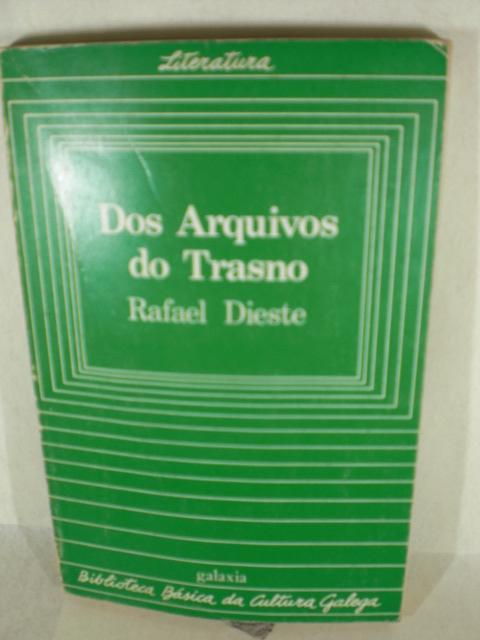 Literatura
Dos Arquivos
do Trasno
Rafael Dieste
galaxia
Biblioteca Básica da Cultura Galega